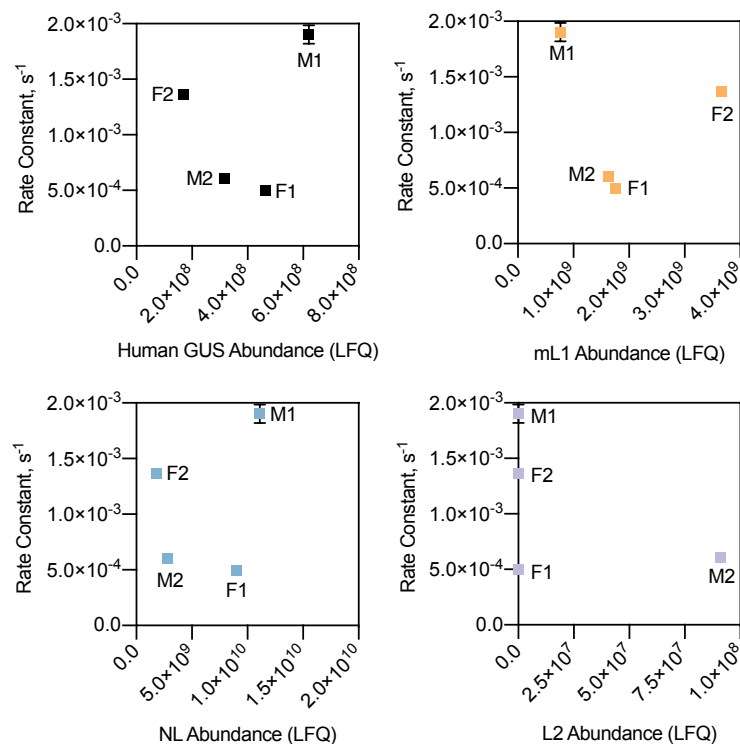 Rate Constant, s⁻¹
2.0×10⁻³
1.5×10⁻³
1.0×10⁻³
5.0×10⁻⁴
0.0
M1
F2
M2
F1
0.0
2.0×10⁸
4.0×10⁸
6.0×10⁸
8.0×10⁸
Human GUS Abundance (LFQ)
Rate Constant, s⁻¹
2.0×10⁻³
1.5×10⁻³
1.0×10⁻³
5.0×10⁻⁴
0.0
M1
F2
M2
F1
0.0
1.0×10⁹
2.0×10⁹
3.0×10⁹
4.0×10⁹
mL1 Abundance (LFQ)
Rate Constant, s⁻¹
2.0×10⁻³
1.5×10⁻³
1.0×10⁻³
5.0×10⁻⁴
0.0
M1
F2
M2
F1
0.0
5.0×10⁹
1.0×10¹⁰
1.5×10¹⁰
2.0×10¹⁰
NL Abundance (LFQ)
Rate Constant, s⁻¹
2.0×10⁻³
1.5×10⁻³
1.0×10⁻³
5.0×10⁻⁴
0.0
M1
F2
F1
M2
0.0
2.5×10⁷
5.0×10⁷
7.5×10⁷
1.0×10⁸
L2 Abundance (LFQ)